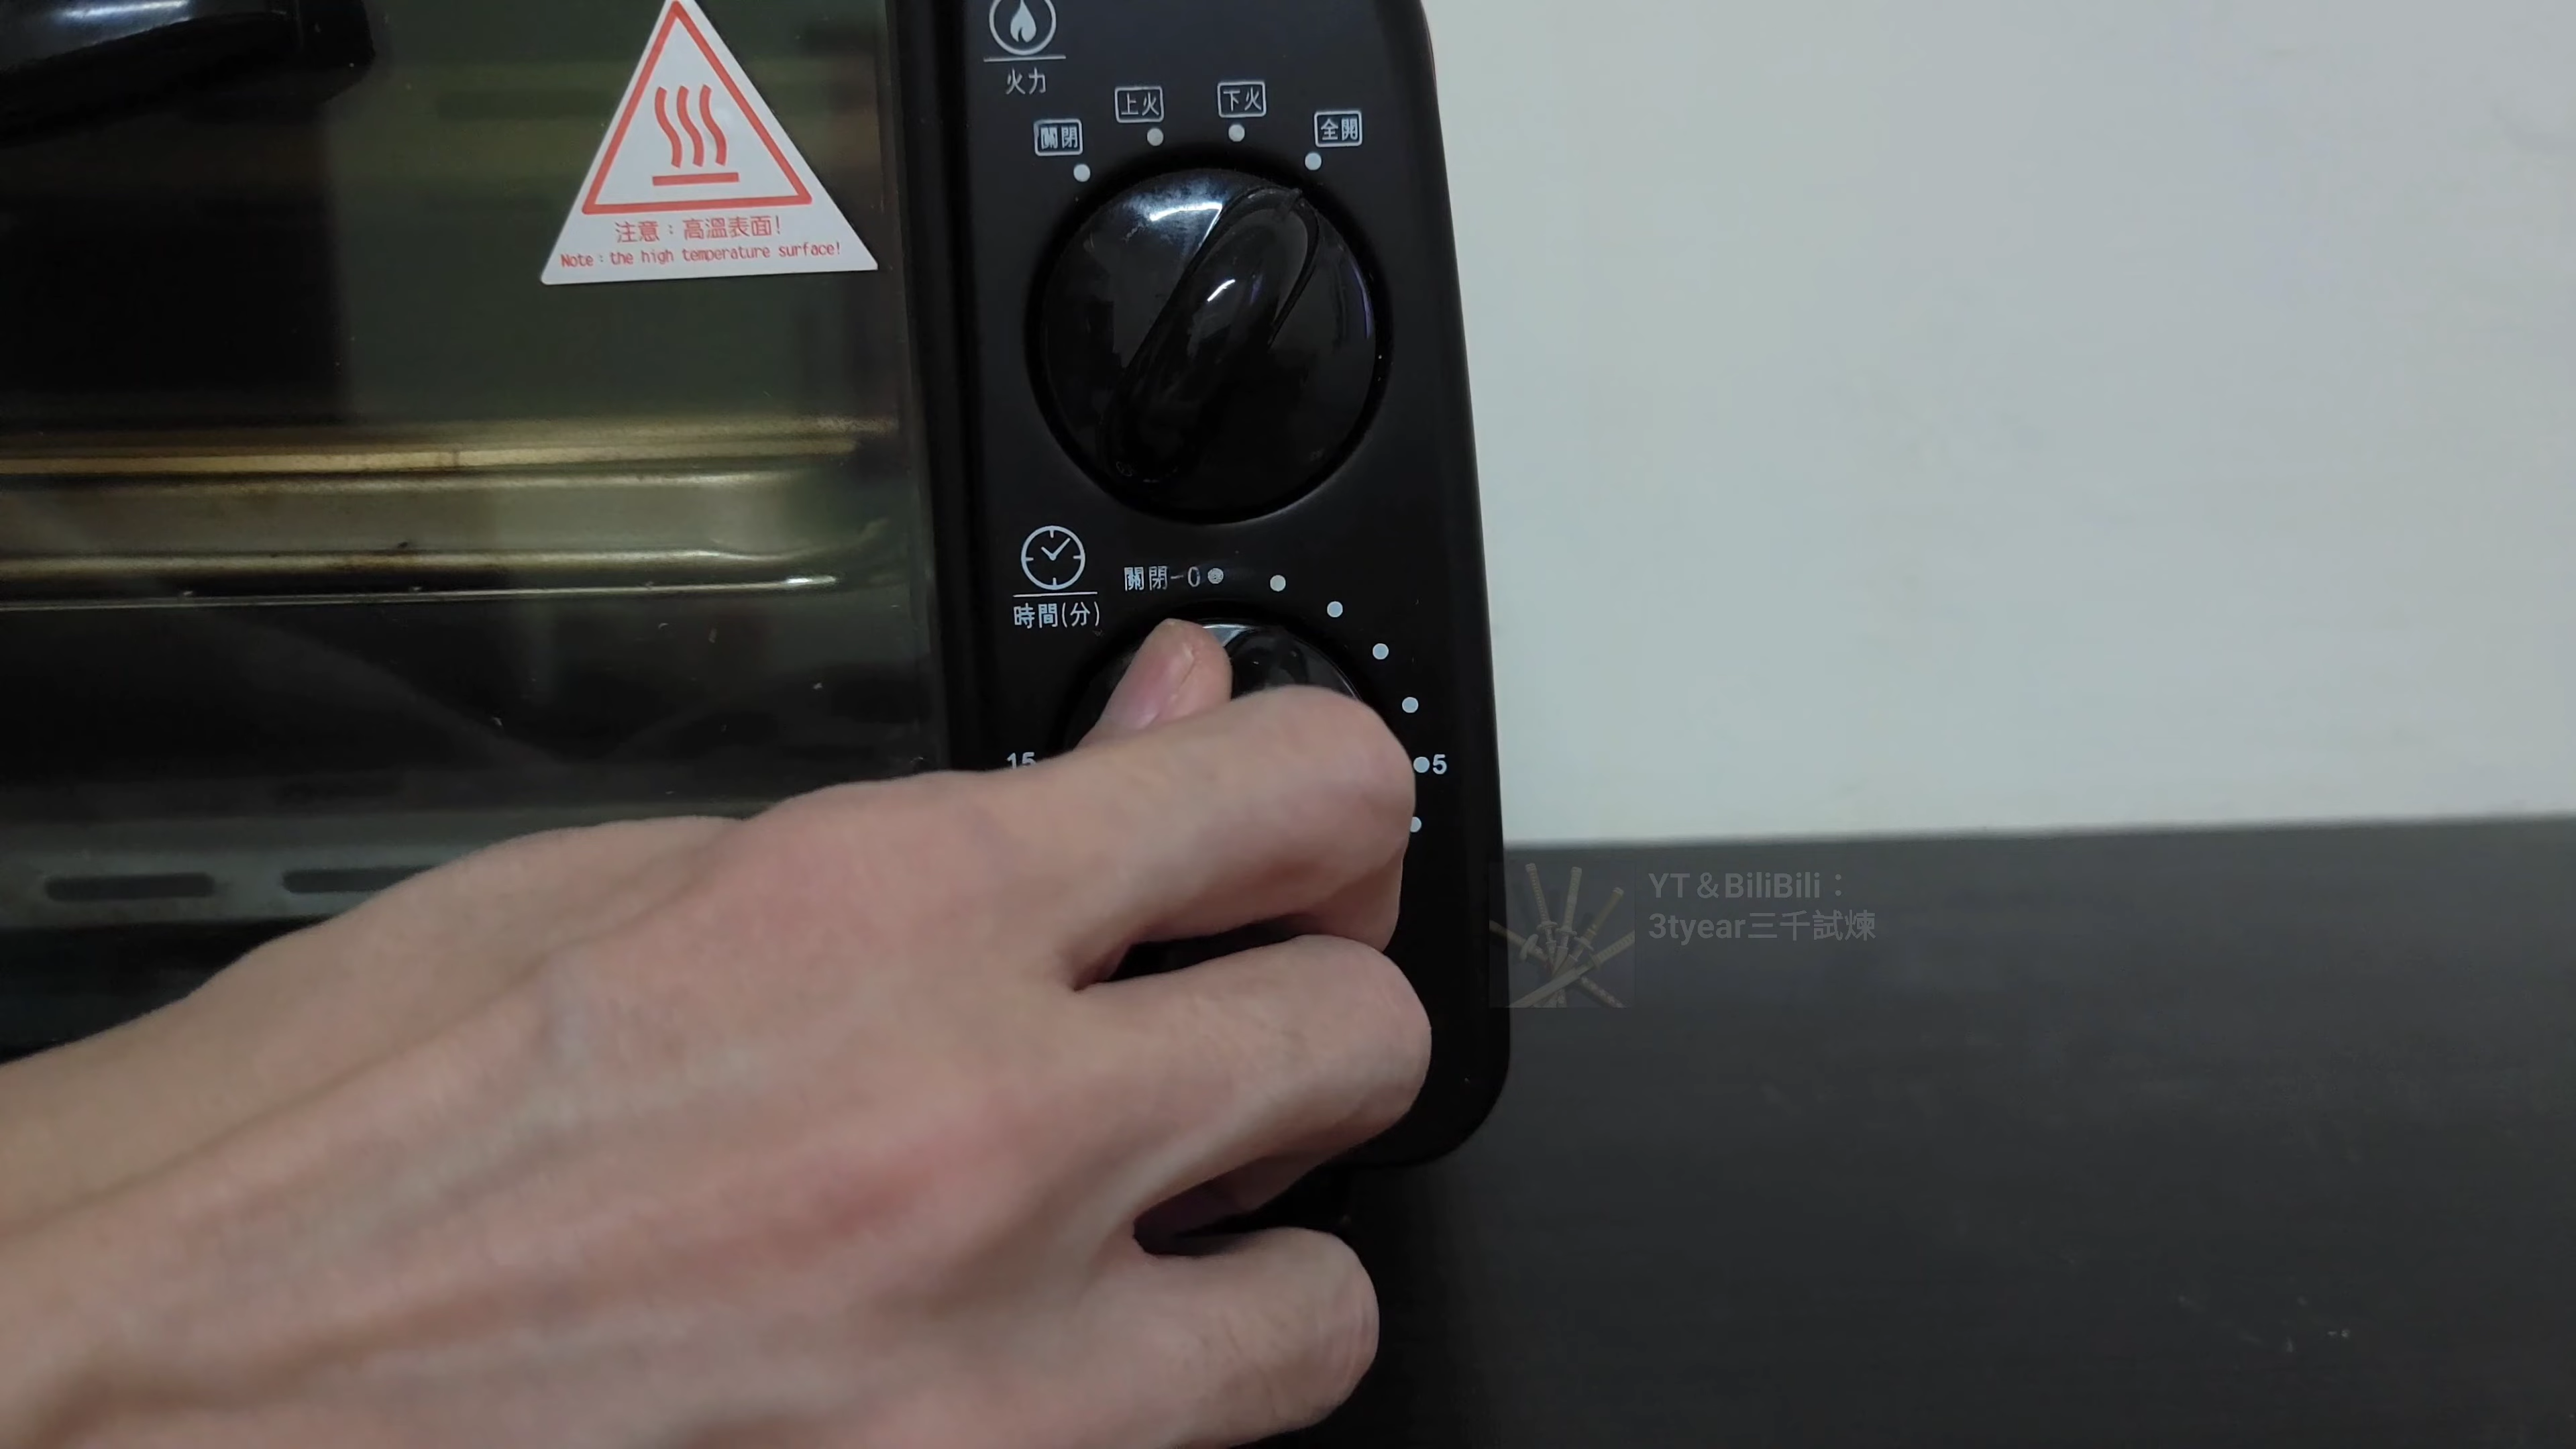 火力
關閉
上火
下火
全開
注意：高溫表面！
Note：the high temperature surface!
關閉-0
時間(分)
15
5
YT＆BiliBili：
3tyear三千試煉